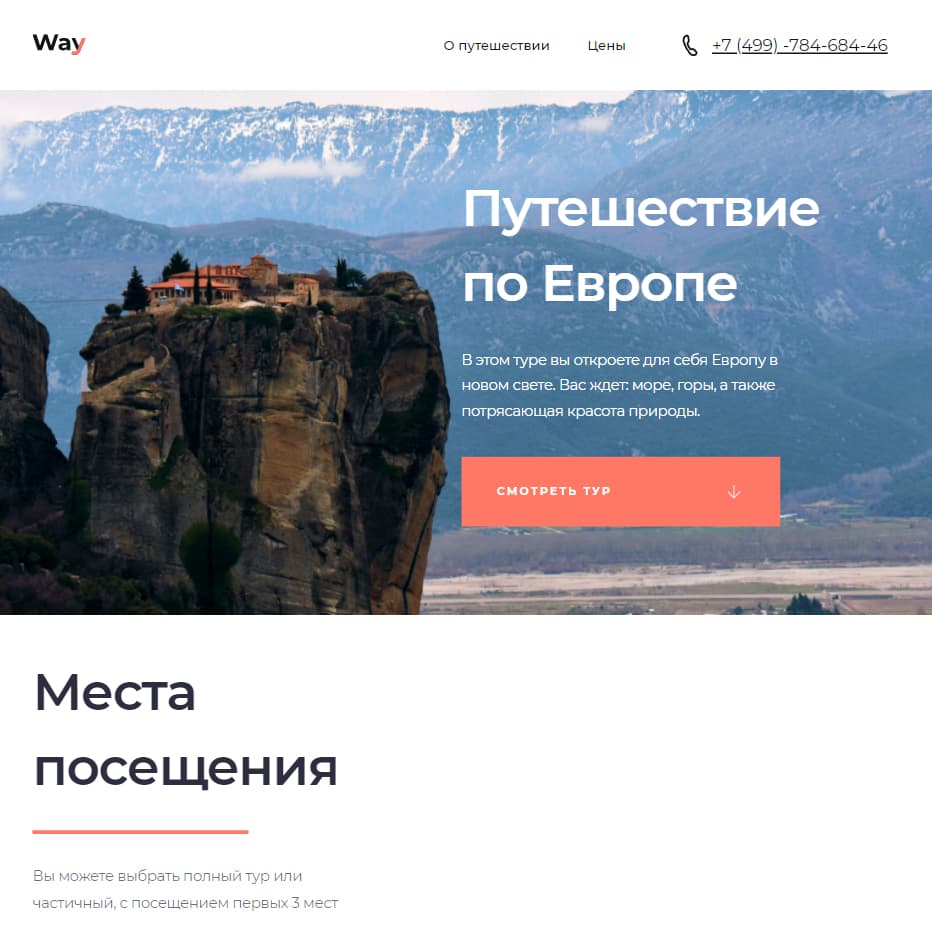 Way
О путешествии
Цены
+7 (499) -784-684-46
Путешествие
по Европе
В этом туре вы откроете для себя Европу в
новом свете. Вас ждет: море, горы, а также
потрясающая красота природы.
СМОТРЕТЬ ТУР
Места
посещения
Вы можете выбрать полный тур или
частичный, с посещением первых 3 мест